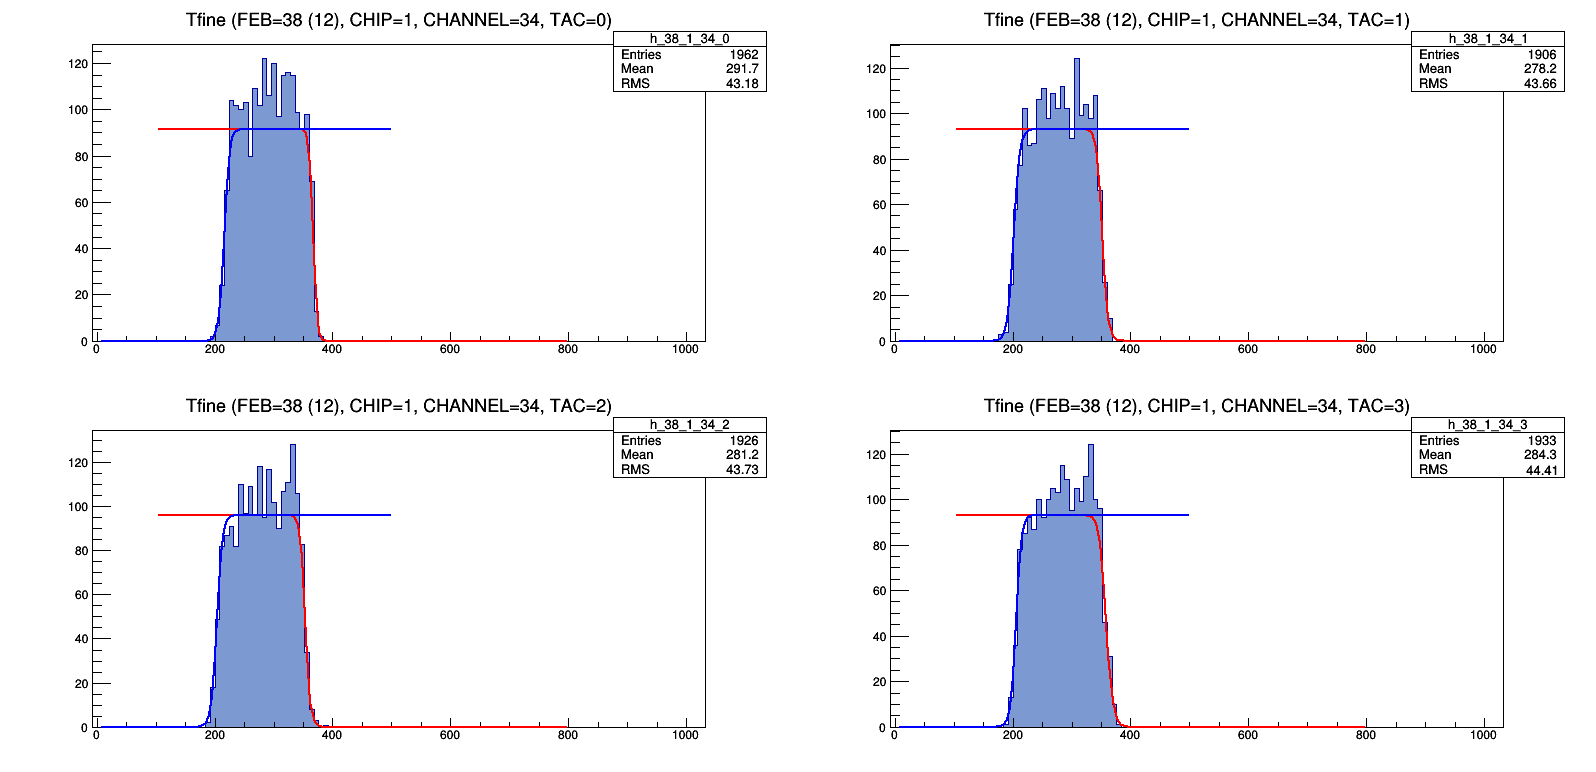 Tfine (FEB=38 (12), CHIP=1, CHANNEL=34, TAC=0)
h_38_1_34_0
Entries 1962
Mean 291.7
RMS 43.18
120
100
80
60
40
20
0
0 200 400 600 800 1000
Tfine (FEB=38 (12), CHIP=1, CHANNEL=34, TAC=1)
h_38_1_34_1
Entries 1906
Mean 278.2
RMS 43.66
120
100
80
60
40
20
0
0 200 400 600 800 1000
Tfine (FEB=38 (12), CHIP=1, CHANNEL=34, TAC=2)
h_38_1_34_2
Entries 1926
Mean 281.2
RMS 43.73
120
100
80
60
40
20
0
0 200 400 600 800 1000
Tfine (FEB=38 (12), CHIP=1, CHANNEL=34, TAC=3)
h_38_1_34_3
Entries 1933
Mean 284.3
RMS 44.41
120
100
80
60
40
20
0
0 200 400 600 800 1000